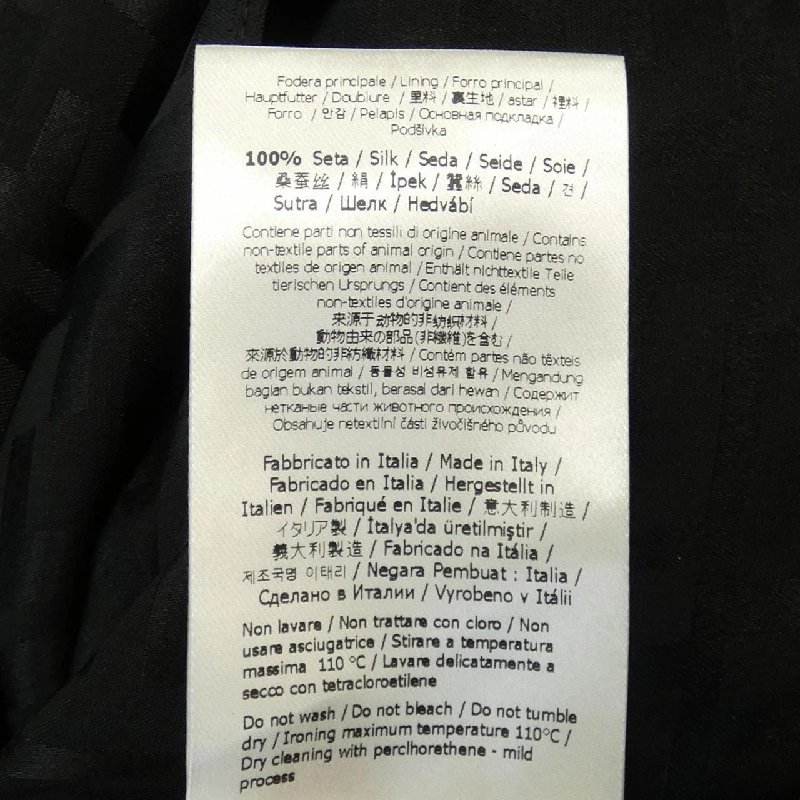 Fodera principale / Lining / Forro principal /
Hauptfutter / Doublure / 里料 / 裏生地 / astar / 裡料 /
Forro / 안감 / Pelapis / Основная подкладка /
Podšívka
100% Seta / Silk / Seda / Seide / Soie /
桑蚕丝 / 絹 / İpek / 蠶絲 / Seda / 견 /
Sutra / Шелк / Hedvábí
Contiene parti non tessili di origine animale / Contains
non-textile parts of animal origin / Contiene partes no
textiles de origen animal / Enthält nichttextile Teile
tierischen Ursprungs / Contient des éléments
non-textiles d'origine animale /
来源于动物的非纺织材料 /
動物由来の部品(非繊維)を含む /
來源於動物的非紡織材料 / Contém partes não têxteis
de origem animal / 동물성 비섬유제 함유 / Mengandung
bagian bukan tekstil, berasal dari hewan / Содержит
нетканые части животного происхождения /
Obsahuje netextilní části živočišného původu
Fabbricato in Italia / Made in Italy /
Fabricado en Italia / Hergestellt in
Italien / Fabriqué en Italie / 意大利制造 /
イタリア製 / İtalya'da üretilmiştir /
義大利製造 / Fabricado na Itália /
제조국명 이태리 / Negara Pembuat : Italia /
Сделано в Италии / Vyrobeno v Itálii
Non lavare / Non trattare con cloro / Non
usare asciugatrice / Stirare a temperatura
massima 110 °C / Lavare delicatamente a
secco con tetracloroetilene
Do not wash / Do not bleach / Do not tumble
dry / Ironing maximum temperature 110°C /
Dry cleaning with perclhorethene - mild
process